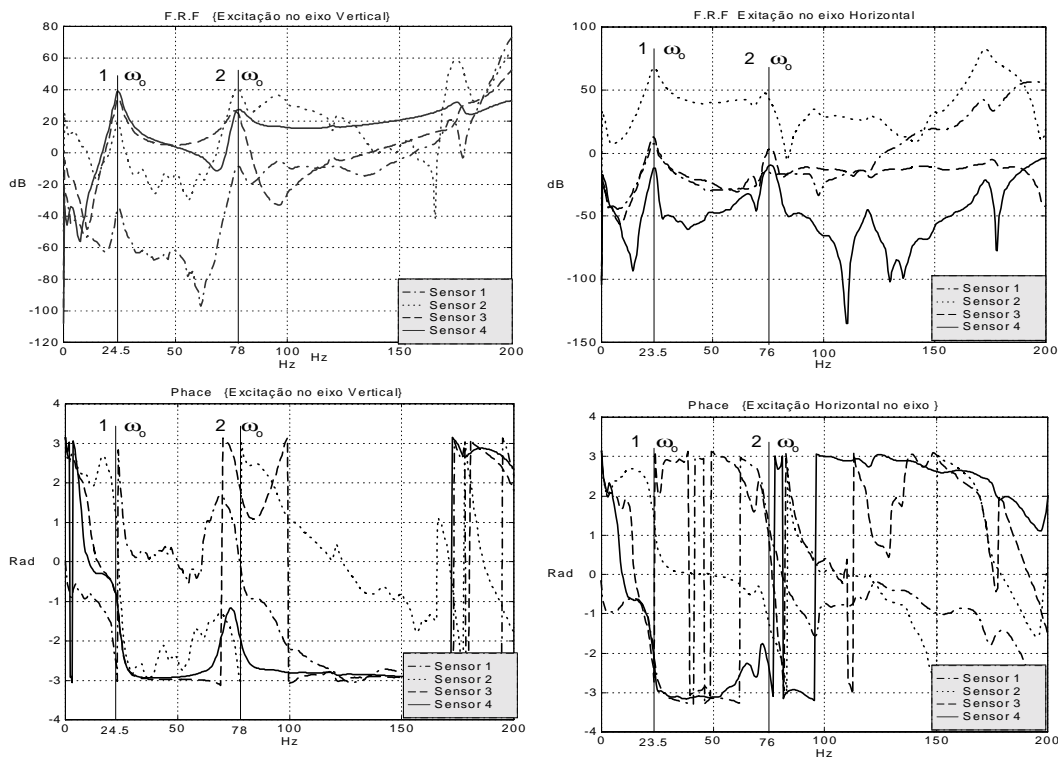 F.R.F {Excitação no eixo Vertical}
80
60
40
20
0
dB
-20
-40
-60
-80
-100
-120
1 ωo
2 ωo
Sensor 1
Sensor 2
Sensor 3
Sensor 4
0 24.5 50 78 100 150 200
Hz Hz
F.R.F Exitação no eixo Horizontal
100
50
0
dB
-50
-100
-150
1 ωo
2 ωo
Sensor 1
Sensor 2
Sensor 3
Sensor 4
0 23.5 50 76 100 150 200
Hz
Phace {Excitação no eixo Vertical}
4
3
2
1
0
Rad
-1
-2
-3
-4
1 ωo
2 ωo
Sensor 1
Sensor 2
Sensor 3
Sensor 4
0 24.5 50 78 100 150 200
Hz
Phace {Excitação Horizontal no eixo }
4
3
2
1
0
Rad
-1
-2
-3
-4
1 ωo
2 ωo
Sensor 1
Sensor 2
Sensor 3
Sensor 4
0 23.5 50 76 100 150 200
Hz